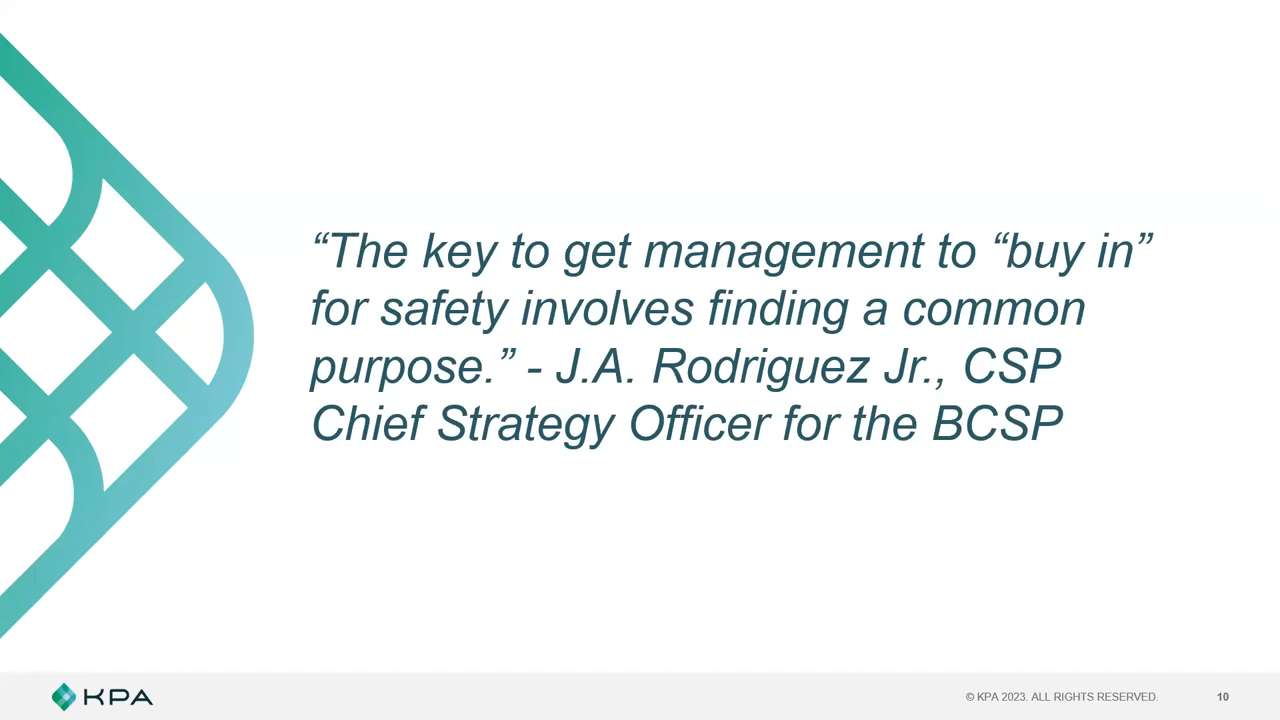 “The key to get management to “buy in”
for safety involves finding a common
purpose.” - J.A. Rodriguez Jr., CSP
Chief Strategy Officer for the BCSP
KPA
© KPA 2023. ALL RIGHTS RESERVED.
10